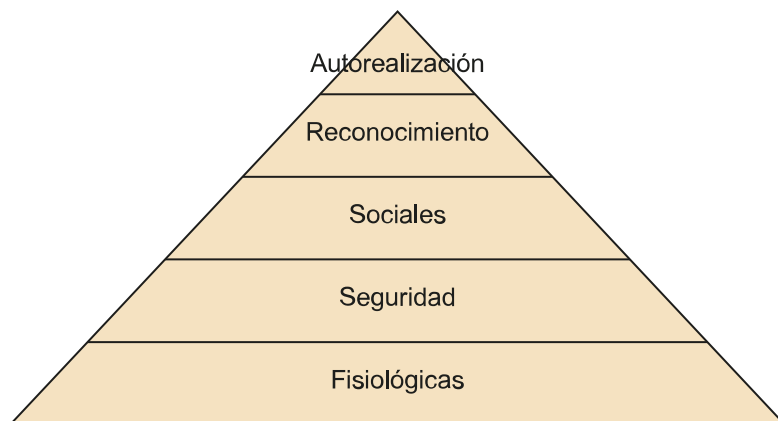 Autorealización
Reconocimiento
Sociales
Seguridad
Fisiológicas